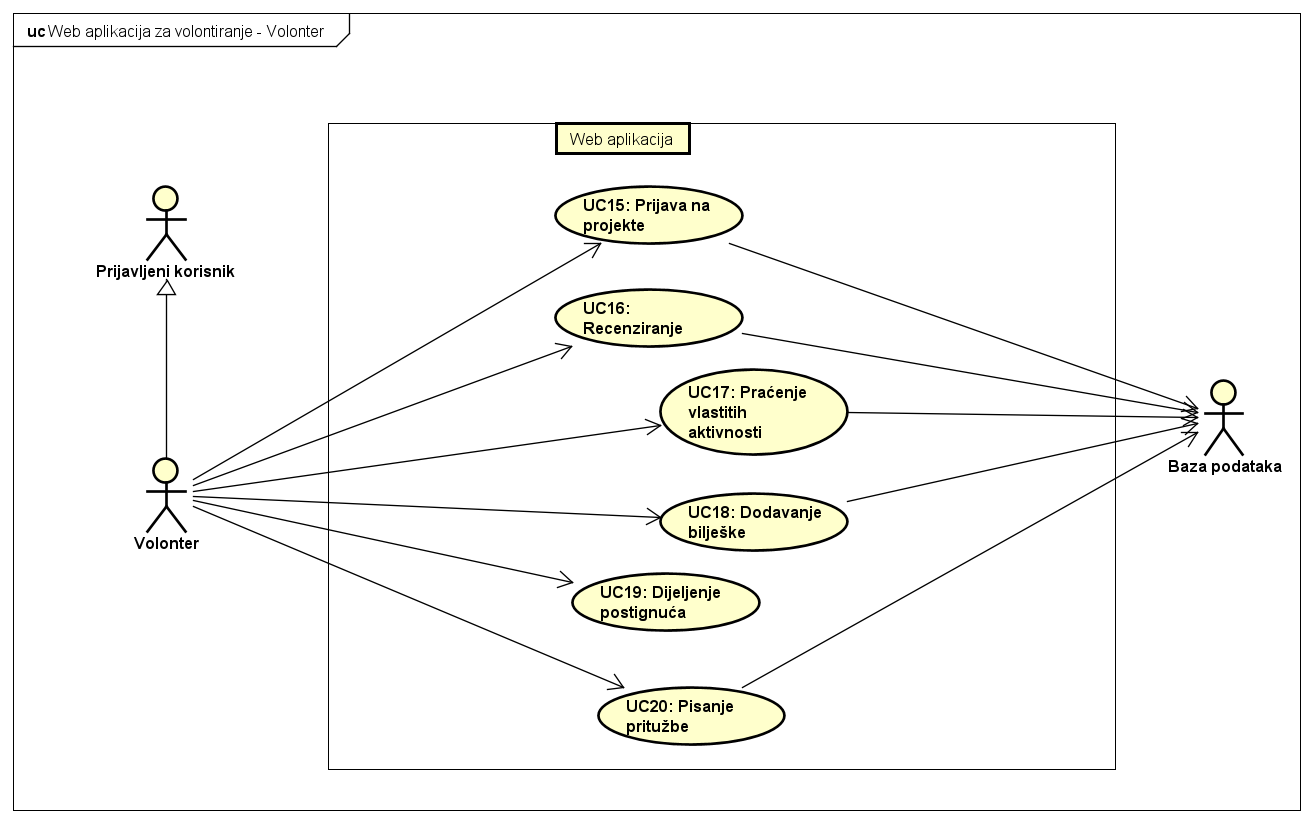 uc Web aplikacija za volontiranje - Volonter
Web aplikacija
UC15: Prijava na
projekte
Prijavljeni korisnik
UC16:
Recenziranje
UC17: Praćenje
vlastitih
aktivnosti
Baza podataka
UC18: Dodavanje
bilješke
Volonter
UC19: Dijeljenje
postignuća
UC20: Pisanje
pritužbe